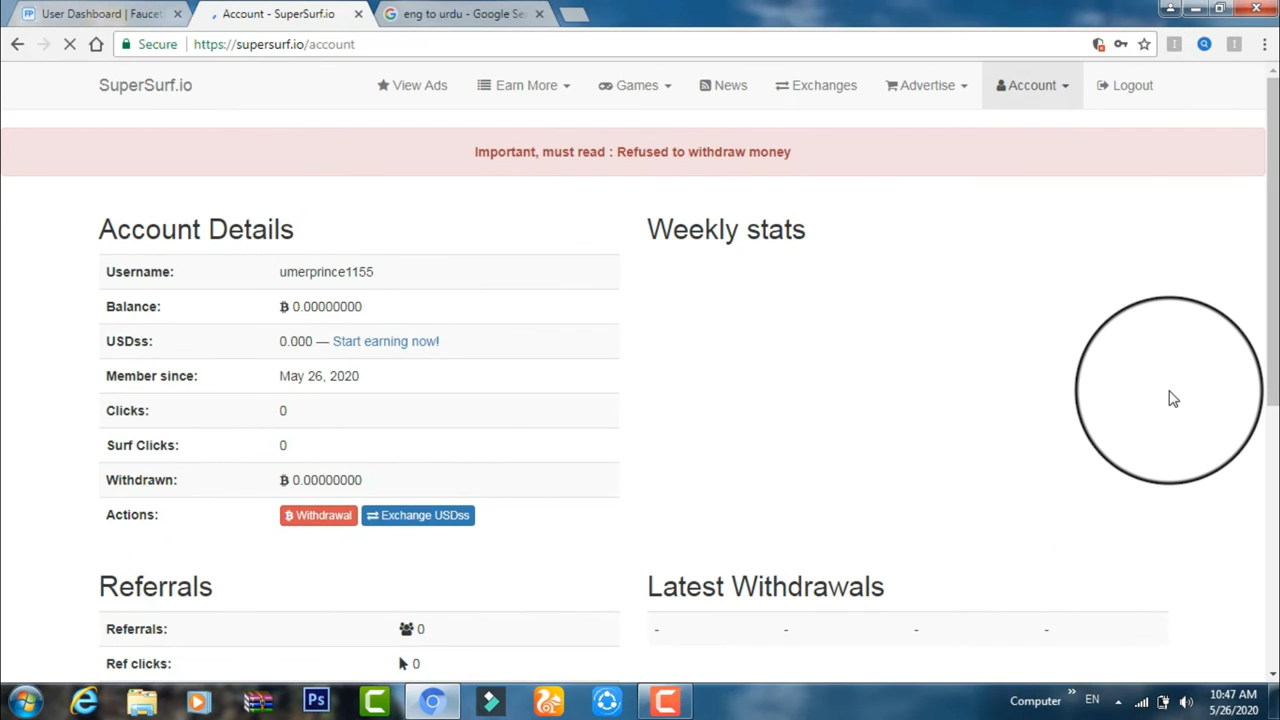 User Dashboard | Faucet
Account - SuperSurf.io
eng to urdu - Google Se
Secure
https://supersurf.io/account
SuperSurf.io
View Ads
Earn More
Games
News
Exchanges
Advertise
Account
Logout
Important, must read : Refused to withdraw money
Account Details
Username: umerprince1155
Balance: ₿ 0.00000000
USDss: 0.000 — Start earning now!
Member since: May 26, 2020
Clicks: 0
Surf Clicks: 0
Withdrawn: ₿ 0.00000000
Actions: ₿ Withdrawal Exchange USDss
Weekly stats
Referrals
Referrals: 0
Ref clicks: 0
Latest Withdrawals
- - - -
Ps
Computer
EN
10:47 AM
5/26/2020